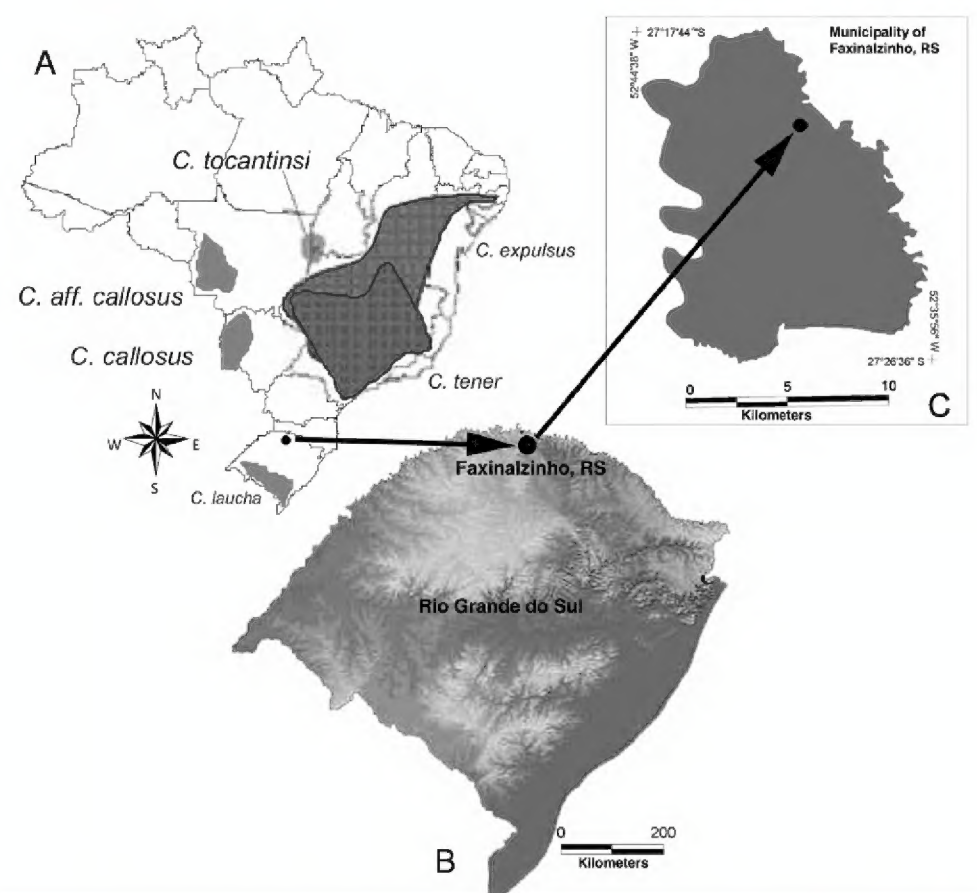 A
C. tocantinsi
C. expulsus
C. aff. callosus
C. callosus
C. tener
N
W
E
S
C. laucha
Faxinalzinho, RS
Rio Grande do Sul
0 200
Kilometers
B
27°17'44"S
52°44'38" W
Municipality of
Faxinalzinho, RS
52°35'56" W
27°26'36" S
0 5 10
Kilometers
C